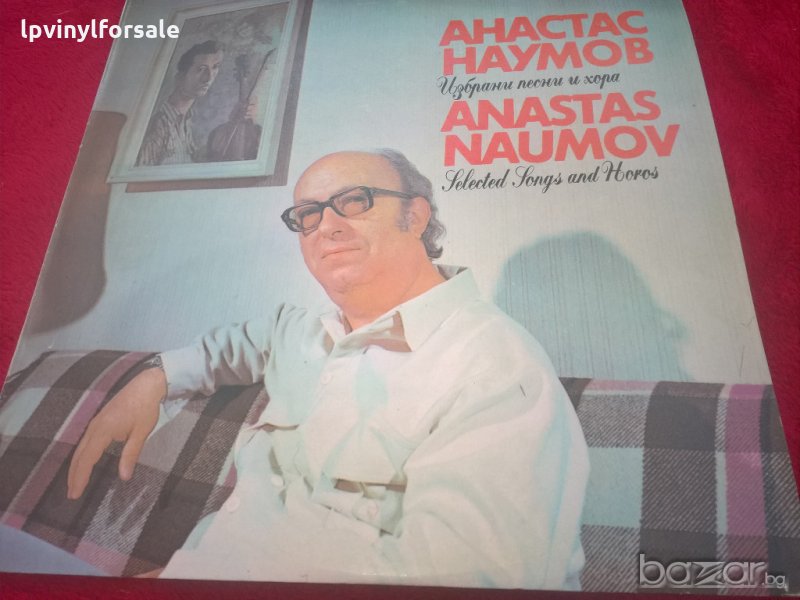 lpvinylforsale
АНАСТАС
НАУМОВ
Избрани песни и хора
ANASTAS
NAUMOV
Selected Songs and Horos
bazar.bg